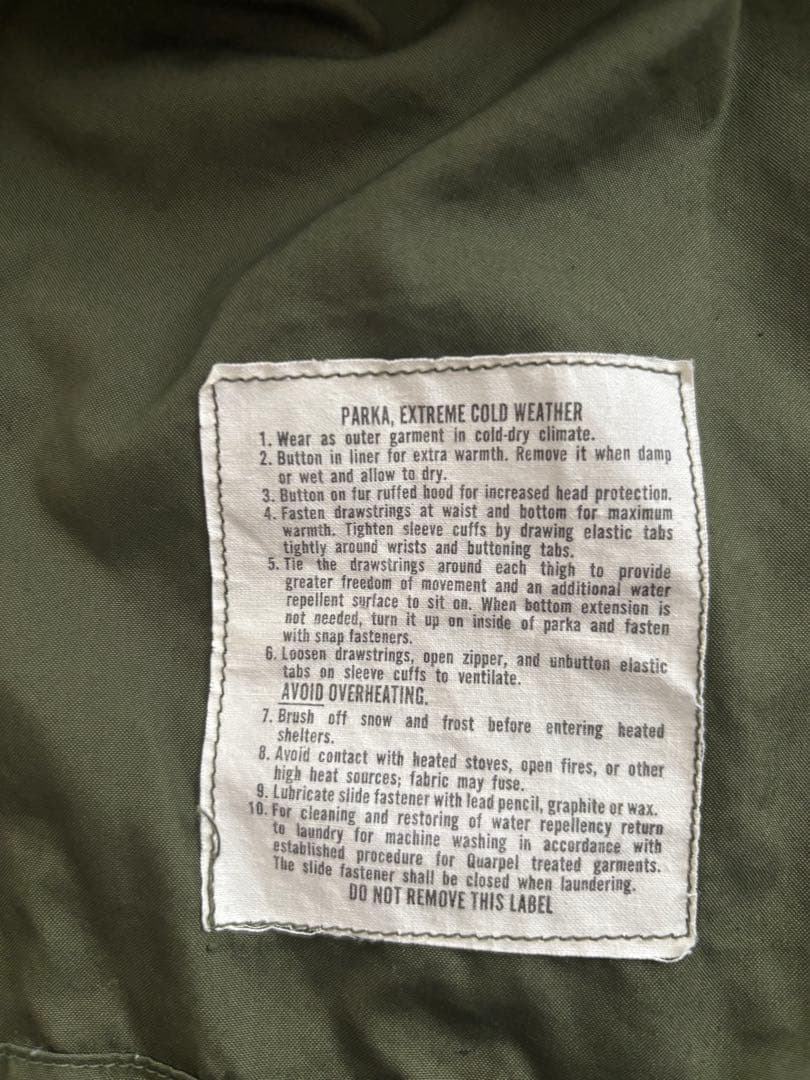 PARKA, EXTREME COLD WEATHER
1. Wear as outer garment in cold-dry climate.
2. Button in liner for extra warmth. Remove it when damp
or wet and allow to dry.
3. Button on fur ruffed hood for increased head protection.
4. Fasten drawstrings at waist and bottom for maximum
warmth. Tighten sleeve cuffs by drawing elastic tabs
tightly around wrists and buttoning tabs.
5. Tie the drawstrings around each thigh to provide
greater freedom of movement and an additional water
repellent surface to sit on. When bottom extension is
not needed, turn it up on inside of parka and fasten
with snap fasteners.
6. Loosen drawstrings, open zipper, and unbutton elastic
tabs on sleeve cuffs to ventilate.
AVOID OVERHEATING.
7. Brush off snow and frost before entering heated
shelters.
8. Avoid contact with heated stoves, open fires, or other
high heat sources; fabric may fuse.
9. Lubricate slide fastener with lead pencil, graphite or wax.
10. For cleaning and restoring of water repellency return
to laundry for machine washing in accordance with
established procedure for Quarpel treated garments.
The slide fastener shall be closed when laundering.
DO NOT REMOVE THIS LABEL